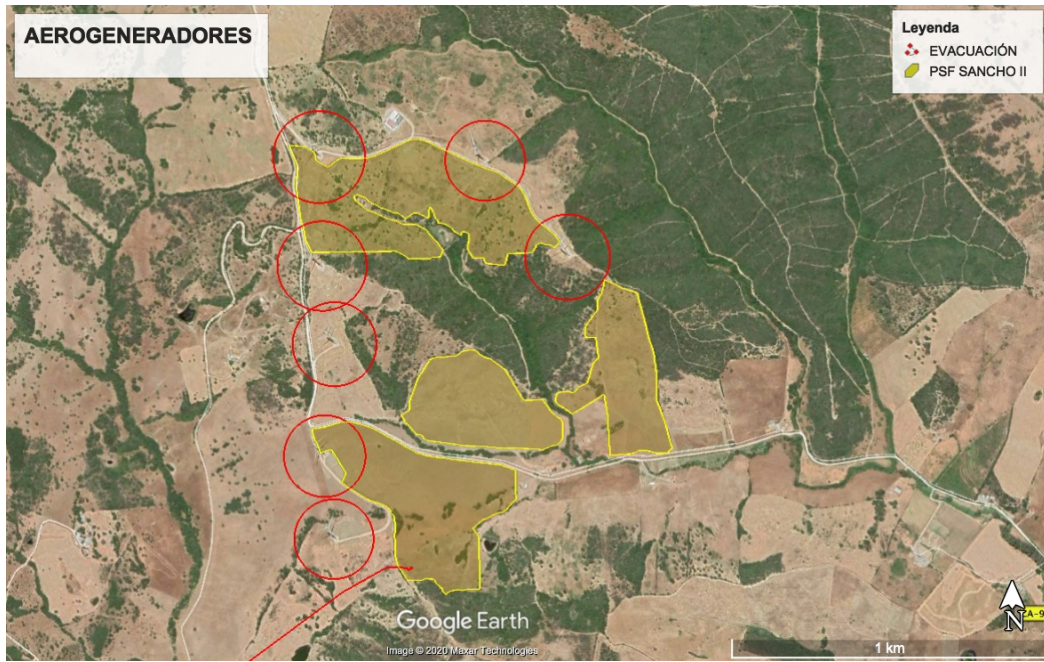 AEROGENERADORES
Leyenda
EVACUACIÓN
PSF SANCHO II
Google Earth
Image © 2020 Maxar Technologies
1 km
N